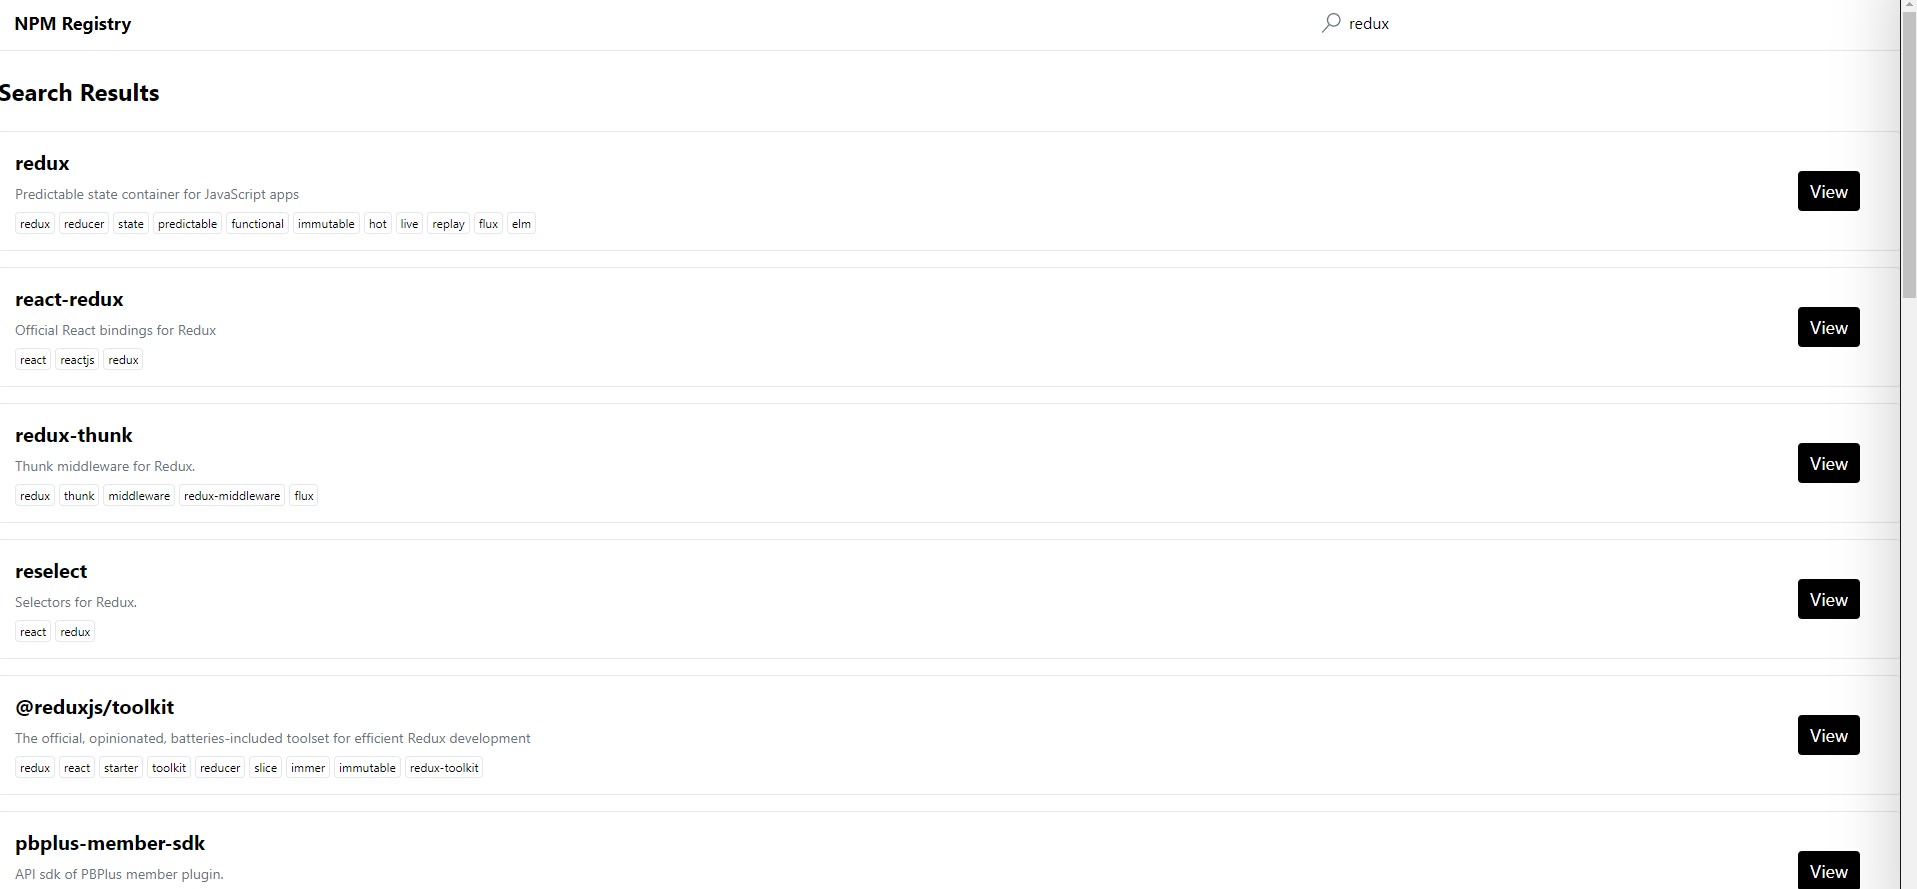 NPM Registry
redux
Search Results
redux
Predictable state container for JavaScript apps
redux reducer state predictable functional immutable hot live replay flux elm
View
react-redux
Official React bindings for Redux
react reactjs redux
View
redux-thunk
Thunk middleware for Redux.
redux thunk middleware redux-middleware flux
View
reselect
Selectors for Redux.
react redux
View
@reduxjs/toolkit
The official, opinionated, batteries-included toolset for efficient Redux development
redux react starter toolkit reducer slice immer immutable redux-toolkit
View
pbplus-member-sdk
API sdk of PBPlus member plugin.
View